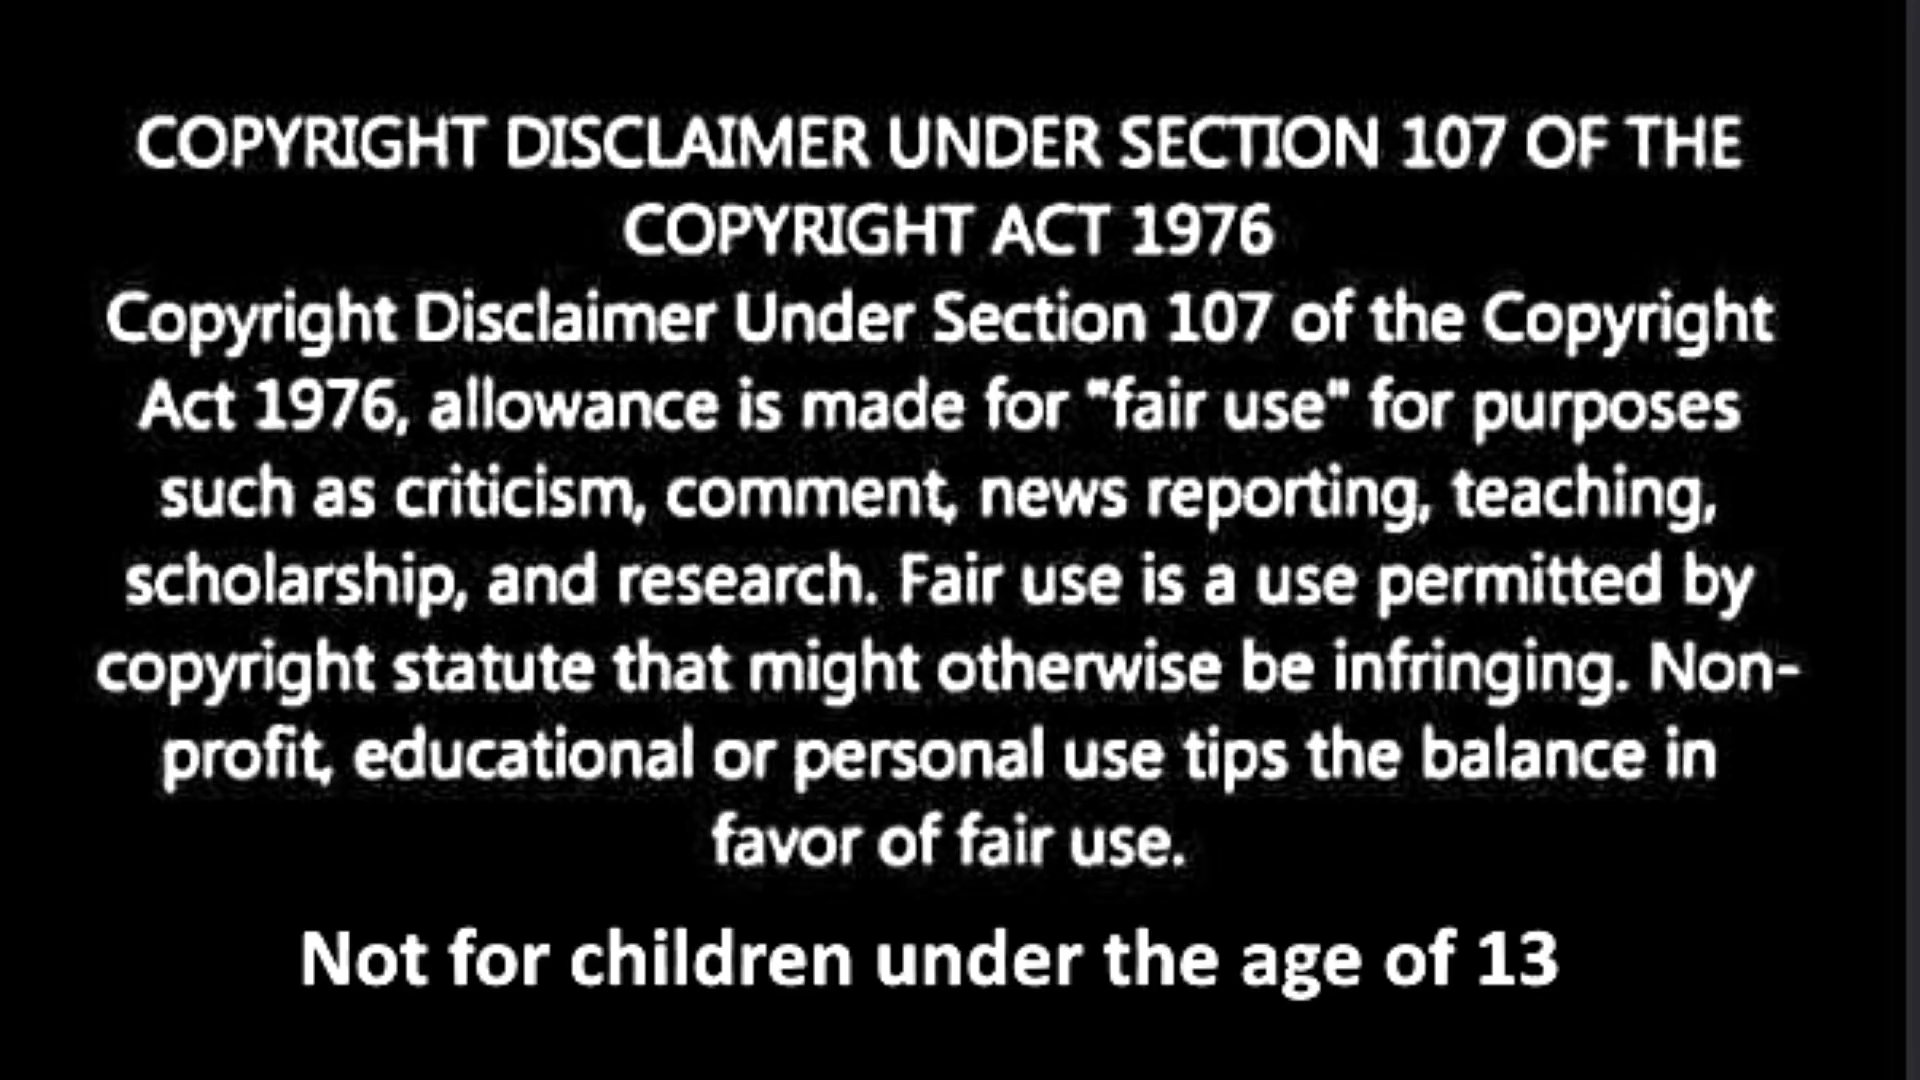 COPYRIGHT DISCLAIMER UNDER SECTION 107 OF THE
COPYRIGHT ACT 1976
Copyright Disclaimer Under Section 107 of the Copyright
Act 1976, allowance is made for "fair use" for purposes
such as criticism, comment, news reporting, teaching,
scholarship, and research. Fair use is a use permitted by
copyright statute that might otherwise be infringing. Non-
profit, educational or personal use tips the balance in
favor of fair use.
Not for children under the age of 13